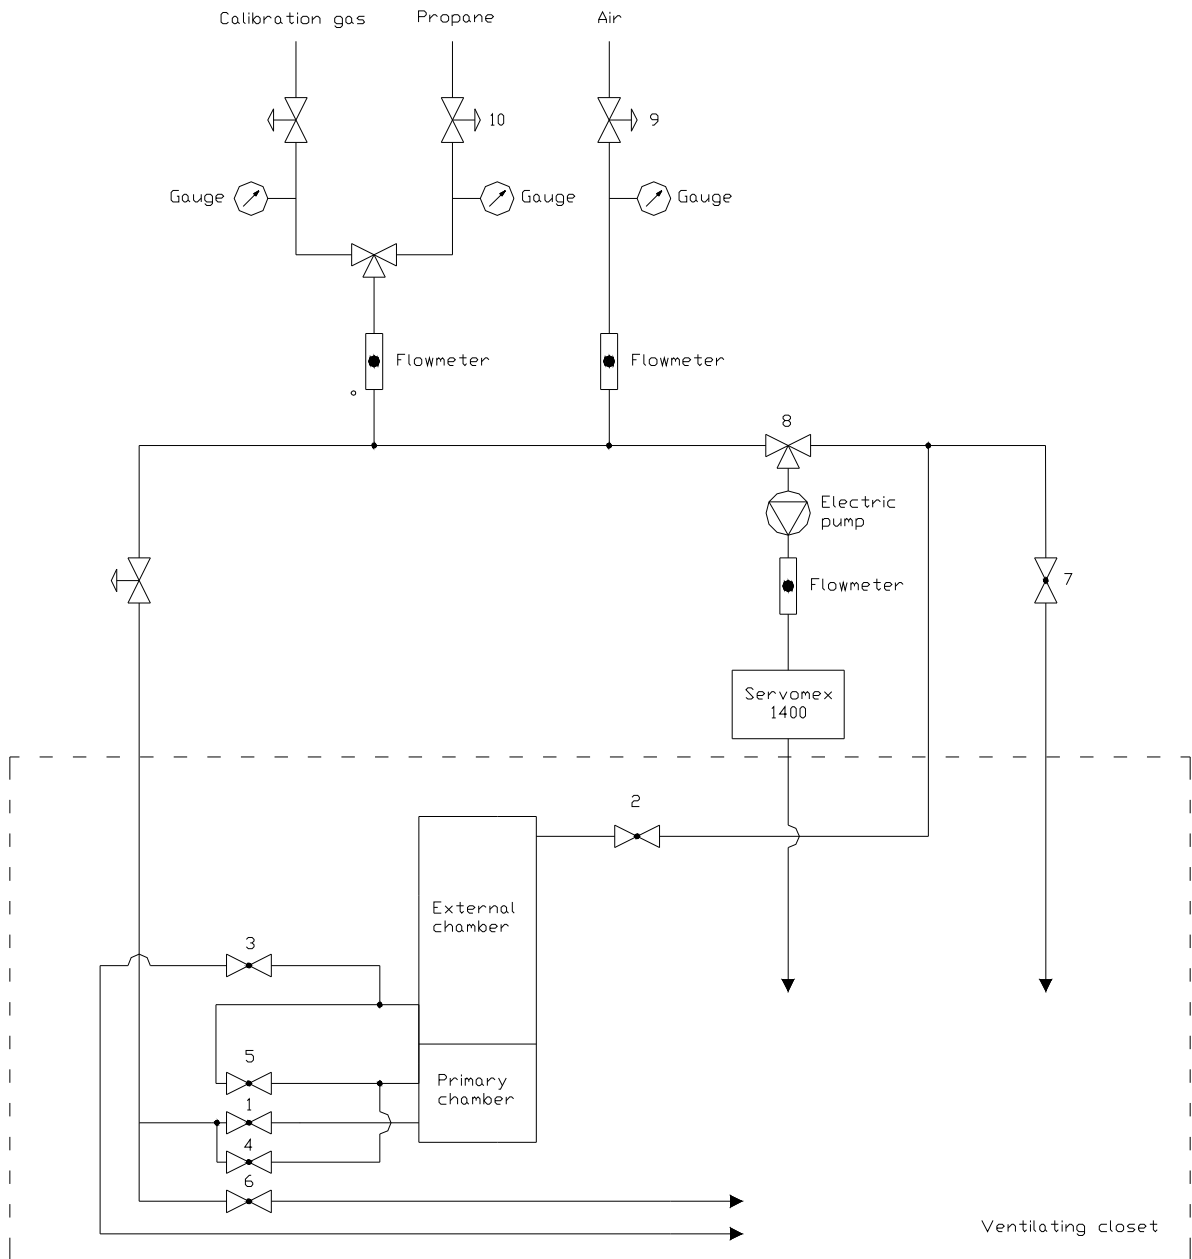 Calibration gas
Propane
Air
10
9
Gauge
Gauge
Gauge
Flowmeter
Flowmeter
8
Electric
pump
Flowmeter
7
Servomex
1400
2
External
chamber
3
5
Primary
chamber
1
4
6
Ventilating closet